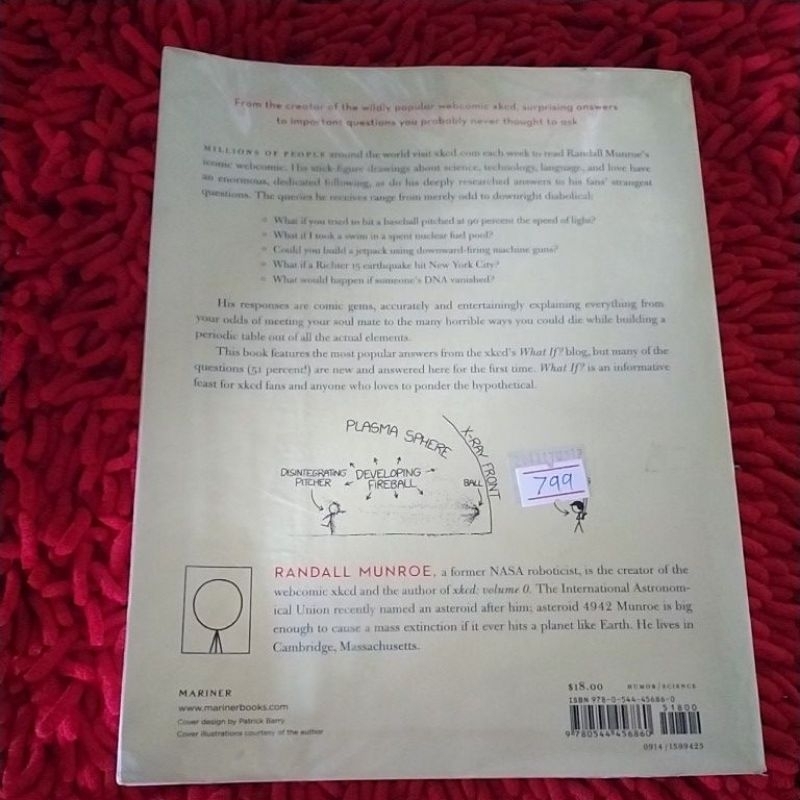 From the creator of the wildly popular webcomic xkcd, surprising answers
to important questions you probably never thought to ask
MILLIONS OF PEOPLE around the world visit xkcd.com each week to read Randall Munroe's
iconic webcomic. His stick-figure drawings about science, technology, language, and love have
an enormous, dedicated following, as do his deeply researched answers to his fans' strangest
questions. The queries he receives range from merely odd to downright diabolical:
• What if you tried to hit a baseball pitched at 90 percent the speed of light?
• What if I took a swim in a spent nuclear fuel pool?
• Could you build a jetpack using downward-firing machine guns?
• What if a Richter 15 earthquake hit New York City?
• What would happen if someone's DNA vanished?
His responses are comic gems, accurately and entertainingly explaining everything from
your odds of meeting your soul mate to the many horrible ways you could die while building a
periodic table out of all the actual elements.
This book features the most popular answers from the xkcd's What If? blog, but many of the
questions (51 percent!) are new and answered here for the first time. What If? is an informative
feast for xkcd fans and anyone who loves to ponder the hypothetical.
PLASMA SPHERE
X-RAY FRONT
DISINTEGRATING
PITCHER
DEVELOPING
FIREBALL
BALL
799
RANDALL MUNROE, a former NASA roboticist, is the creator of the
webcomic xkcd and the author of xkcd: volume 0. The International Astronom-
ical Union recently named an asteroid after him; asteroid 4942 Munroe is big
enough to cause a mass extinction if it ever hits a planet like Earth. He lives in
Cambridge, Massachusetts.
MARINER
www.marinerbooks.com
Cover design by Patrick Barry
Cover illustrations courtesy of the author
$18.00 HUMOR/SCIENCE
ISBN 978-0-544-45686-0
51800
9 780544 456860
0914/1599425